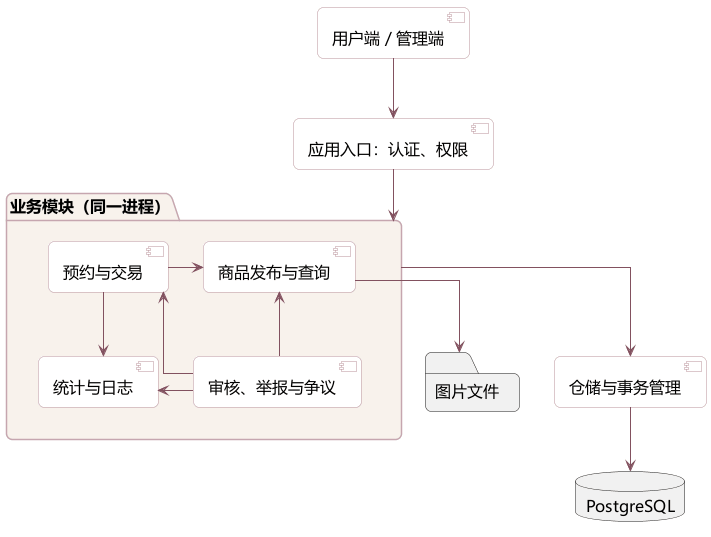 用户端 / 管理端
应用入口：认证、权限
业务模块（同一进程）
预约与交易
商品发布与查询
统计与日志
审核、举报与争议
图片文件
仓储与事务管理
PostgreSQL